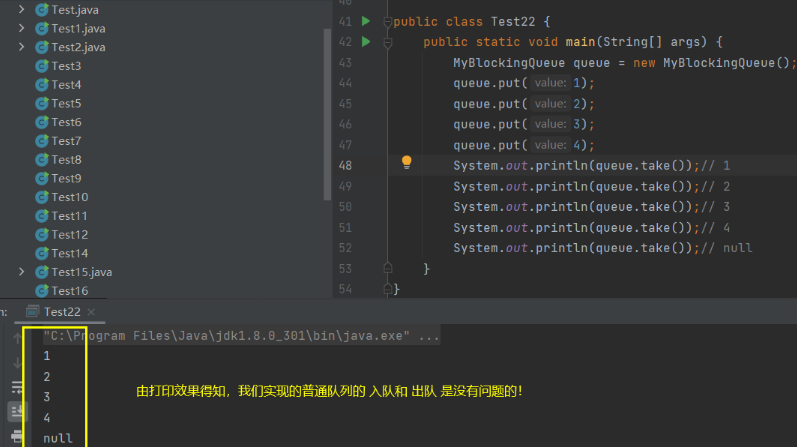 Test.java
Test1.java
Test2.java
Test3
Test4
Test5
Test6
Test7
Test8
Test9
Test10
Test11
Test12
Test14
Test15.java
Test16
41 public class Test22 {
42 public static void main(String[] args) {
43 MyBlockingQueue queue = new MyBlockingQueue();
44 queue.put( value: 1);
45 queue.put( value: 2);
46 queue.put( value: 3);
47 queue.put( value: 4);
48 System.out.println(queue.take());// 1
49 System.out.println(queue.take());// 2
50 System.out.println(queue.take());// 3
51 System.out.println(queue.take());// 4
52 System.out.println(queue.take());// null
53 }
54 }
n: Test22
"C:\Program Files\Java\jdk1.8.0_301\bin\java.exe" ...
1
2
3
4
null
由打印效果得知，我们实现的普通队列的 入队和 出队 是没有问题的！